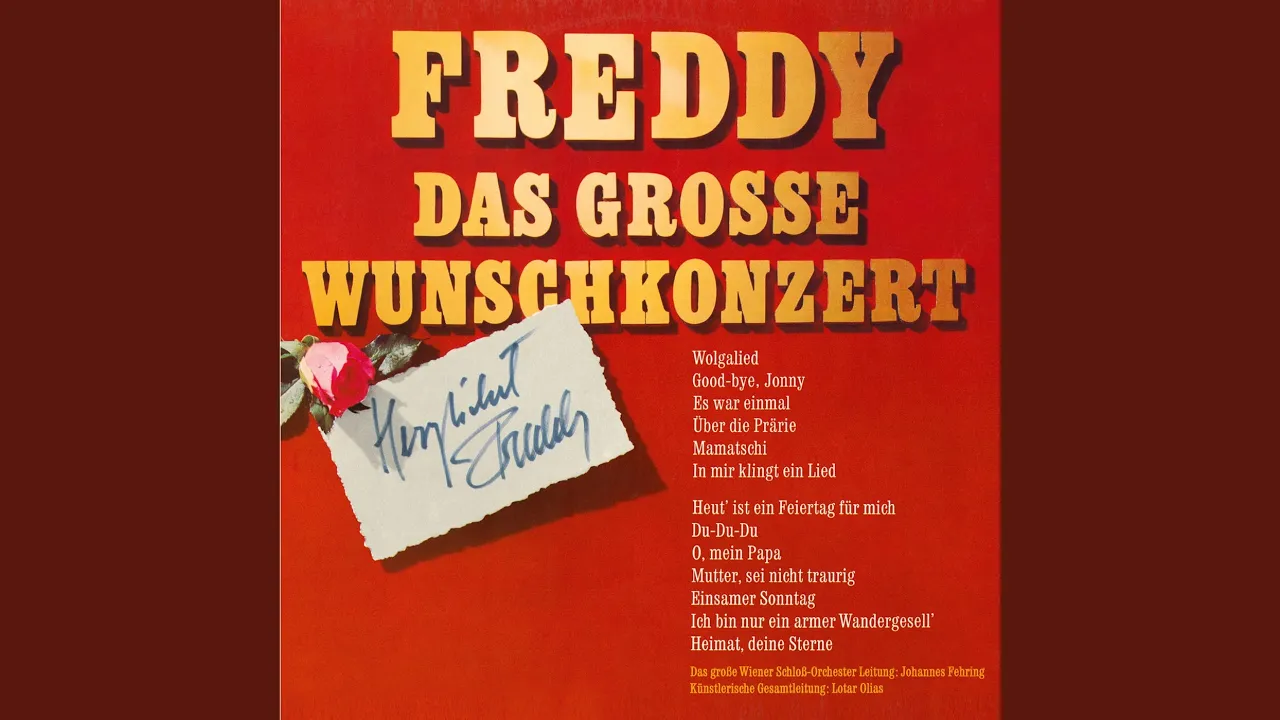 FREDDY
DAS GROSSE
WUNSCHKONZERT
Herzlichst
Freddy
Wolgalied
Good-bye, Jonny
Es war einmal
Über die Prärie
Mamatschi
In mir klingt ein Lied
Heut' ist ein Feiertag für mich
Du-Du-Du
O, mein Papa
Mutter, sei nicht traurig
Einsamer Sonntag
Ich bin nur ein armer Wandergesell'
Heimat, deine Sterne
Das große Wiener Schloß-Orchester Leitung: Johannes Fehring
Künstlerische Gesamtleitung: Lotar Olias